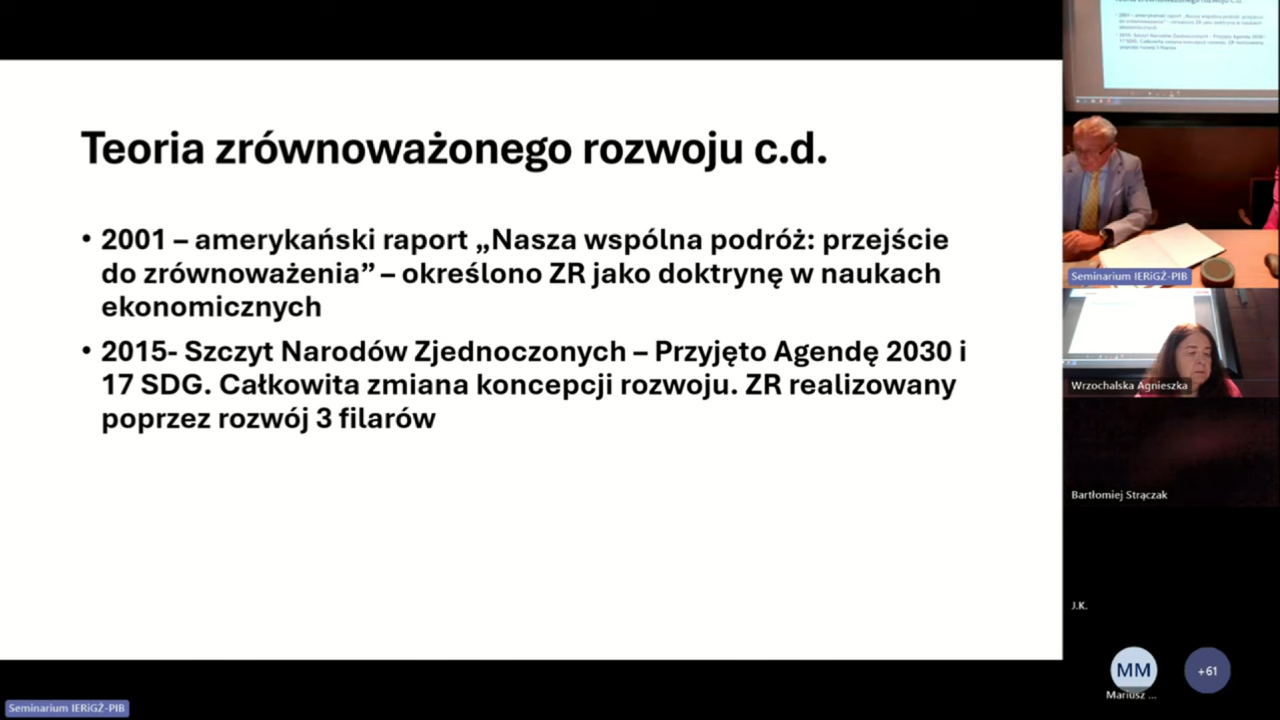 Teoria zrównoważonego rozwoju c.d.
• 2001 – amerykański raport „Nasza wspólna podróż: przejście
do zrównoważenia” – określono ZR jako doktrynę w naukach
ekonomicznych
• 2015- Szczyt Narodów Zjednoczonych – Przyjęto Agendę 2030 i
17 SDG. Całkowita zmiana koncepcji rozwoju. ZR realizowany
poprzez rozwój 3 filarów
Seminarium IERiGŻ-PIB
Wrzochalska Agnieszka
Bartłomiej Strączak
J.K.
MM
+61
Mariusz ...
Seminarium IERiGŻ-PIB